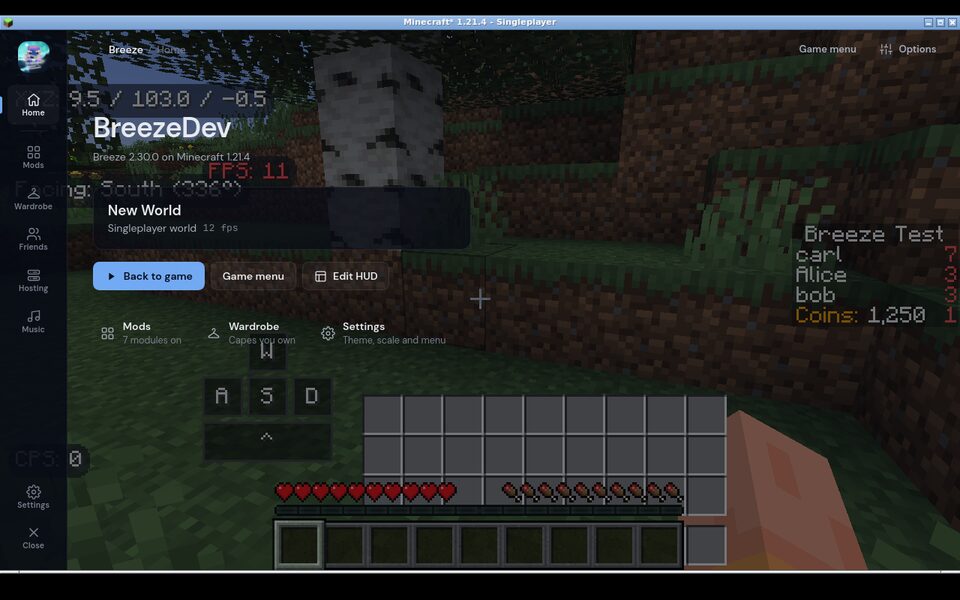 Minecraft* 1.21.4 - Singleplayer
Breeze / Home
Game menu
Options
9.5 / 103.0 / -0.5
Home
BreezeDev
Breeze 2.30.0 on Minecraft 1.21.4
FPS: 11
Mods
Facing: South (336°)
Wardrobe
New World
Singleplayer world 12 fps
Friends
Breeze Test
carl 7
Alice 3
bob 3
Coins: 1,250 1
Hosting
Back to game
Game menu
Edit HUD
Music
Mods
7 modules on
Wardrobe
Capes you own
Settings
Theme, scale and menu
W
A S D
^
CPS: 0
Settings
Close